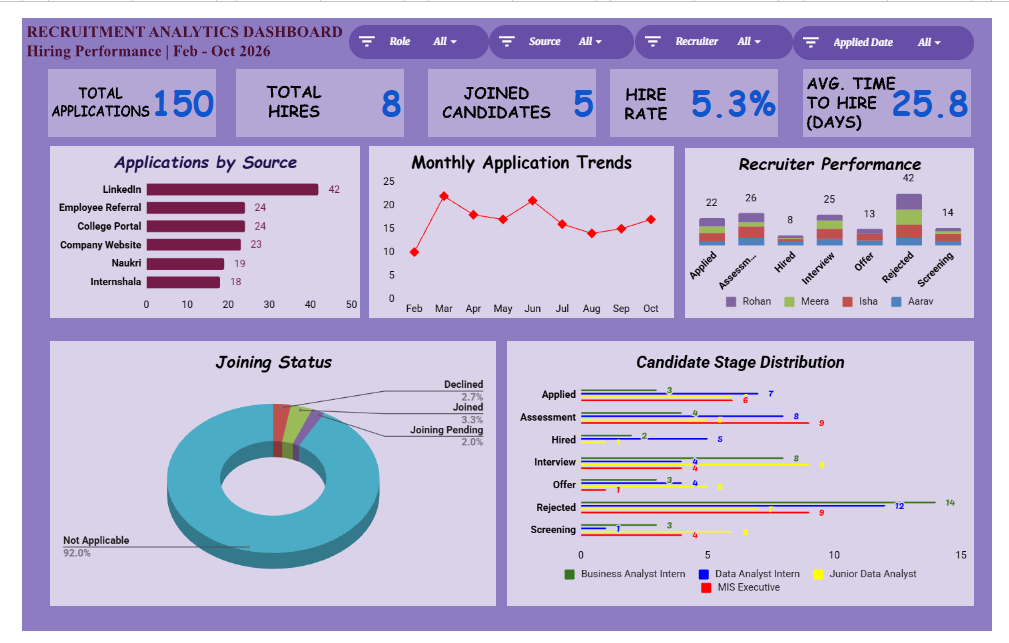 RECRUITMENT ANALYTICS DASHBOARD
Hiring Performance | Feb - Oct 2026
Role All
Source All
Recruiter All
Applied Date All
TOTAL
APPLICATIONS 150
TOTAL
HIRES 8
JOINED
CANDIDATES 5
HIRE
RATE 5.3%
AVG. TIME
TO HIRE
(DAYS) 25.8
Applications by Source
LinkedIn 42
Employee Referral 24
College Portal 24
Company Website 23
Naukri 19
Internshala 18
0 10 20 30 40 50
Monthly Application Trends
25
20
15
10
5
0
Feb Mar Apr May Jun Jul Aug Sep Oct
Recruiter Performance
22 26 8 25 13 42 14
Applied Assessm... Hired Interview Offer Rejected Screening
Rohan Meera Isha Aarav
Joining Status
Declined
2.7%
Joined
3.3%
Joining Pending
2.0%
Not Applicable
92.0%
Candidate Stage Distribution
Applied 3 7 6
Assessment 4 8 9
Hired 2 5 1
Interview 8 4 4
Offer 3 4 1
Rejected 14 12 9
Screening 3 1 4
0 5 10 15
Business Analyst Intern Data Analyst Intern Junior Data Analyst
MIS Executive